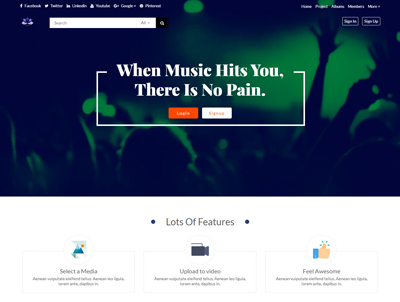 Facebook Twitter LinkedIn Youtube Google Pinterest
Home Project Albums Members More
Search All
Sign In Sign Up
When Music Hits You,
There Is No Pain.
Login Signup
Lots Of Features
Select a Media Upload to video Feel Awesome
Aenean vulputate eleifend tellus. Aenean leo ligula, Aenean vulputate eleifend tellus. Aenean leo ligula, Aenean vulputate eleifend tellus. Aenean leo ligula,
lorem ante, dapibus in. lorem ante, dapibus in. lorem ante, dapibus in.